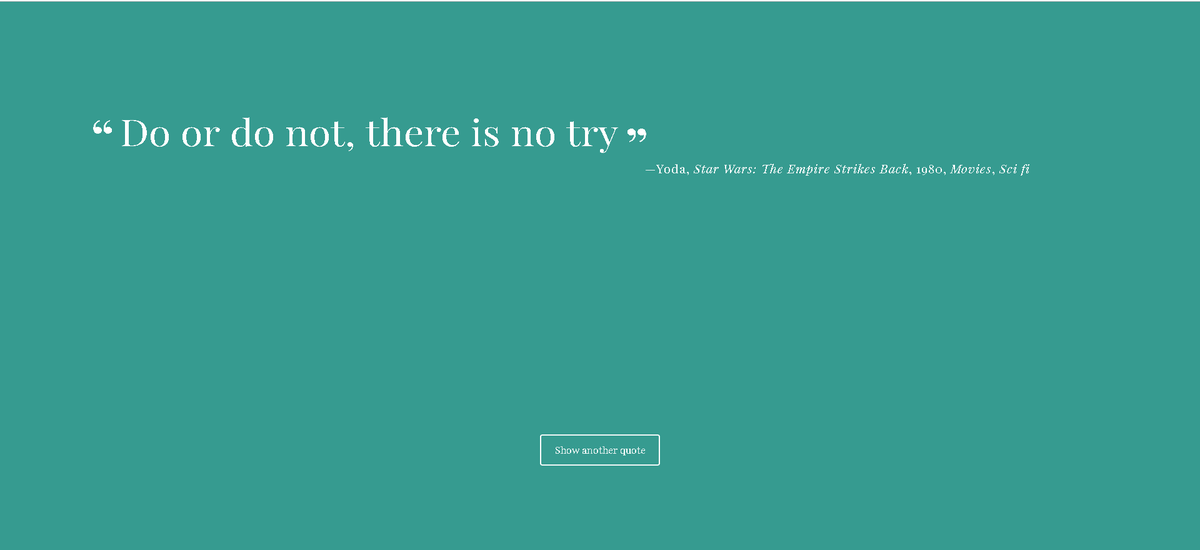 “ Do or do not, there is no try ”
—Yoda, Star Wars: The Empire Strikes Back, 1980, Movies, Sci fi
Show another quote